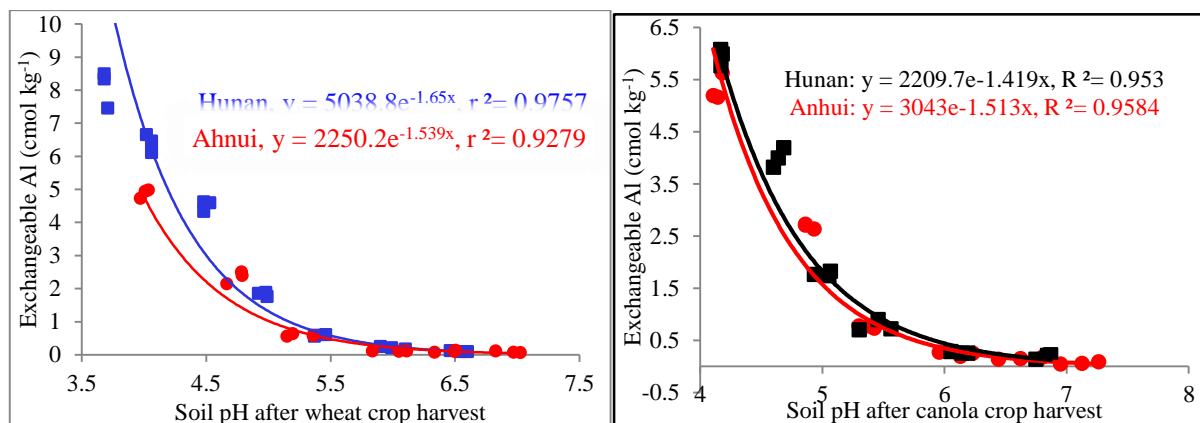 10
9
8
7
6
5
4
3
2
1
0
Exchangeable Al (cmol kg-1)
Hunan, y = 5038.8e-1.65x, r ²= 0.9757
Ahnui, y = 2250.2e-1.539x, r ²= 0.9279
3.5 4.5 5.5 6.5 7.5
Soil pH after wheat crop harvest
6.5
5.5
4.5
3.5
2.5
1.5
0.5
-0.5
Exchangeable Al (cmol kg-1)
Hunan: y = 2209.7e-1.419x, R ²= 0.953
Anhui: y = 3043e-1.513x, R ²= 0.9584
4 5 6 7 8
Soil pH after canola crop harvest